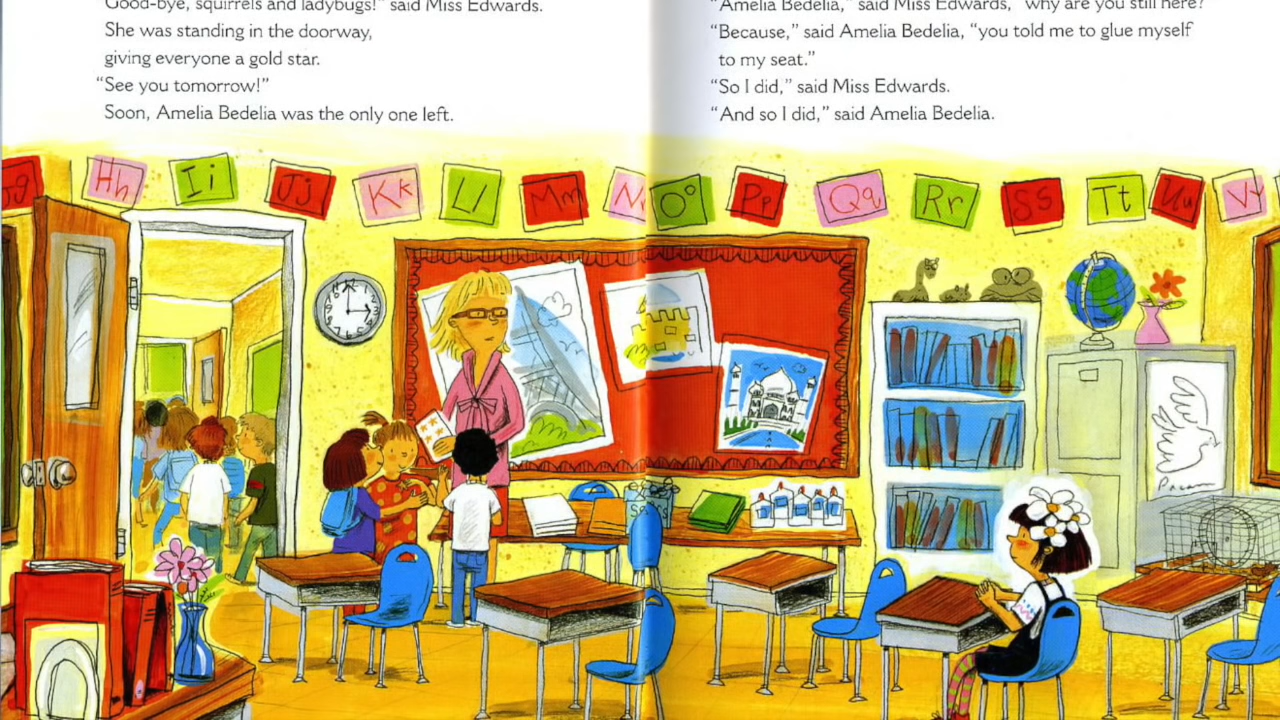 Good-bye, squirrels and ladybugs!" said Miss Edwards.
She was standing in the doorway,
giving everyone a gold star.
"See you tomorrow!"
Soon, Amelia Bedelia was the only one left.
"Amelia Bedelia," said Miss Edwards, "why are you still here?"
"Because," said Amelia Bedelia, "you told me to glue myself
to my seat."
"So I did," said Miss Edwards.
"And so I did," said Amelia Bedelia.
Hh Ii Jj Kk Ll Mm N Oo Pp Qq Rr Ss Tt Uu Vv